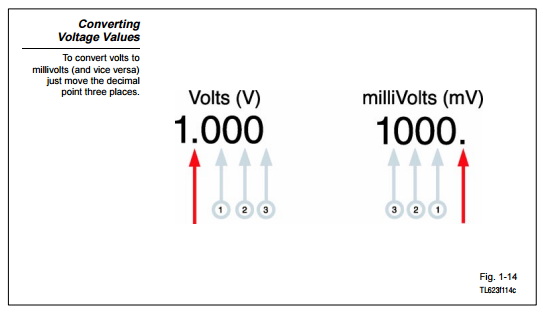 Converting
Voltage Values
To convert volts to
millivolts (and vice versa)
just move the decimal
point three places.
Volts (V)
1.000
1 2 3
milliVolts (mV)
1000.
3 2 1
Fig. 1-14
TL623f114c